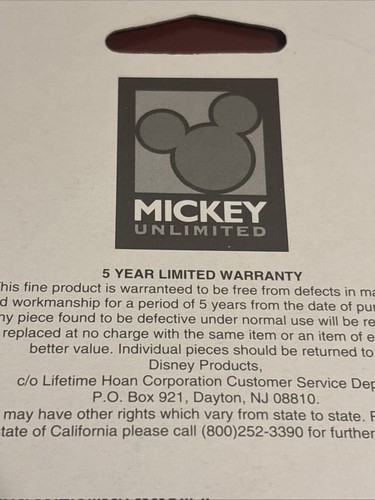 MICKEY
UNLIMITED
5 YEAR LIMITED WARRANTY
his fine product is warranteed to be free from defects in ma
d workmanship for a period of 5 years from the date of pur
ny piece found to be defective under normal use will be re
replaced at no charge with the same item or an item of e
better value. Individual pieces should be returned to
Disney Products,
c/o Lifetime Hoan Corporation Customer Service Dep
P.O. Box 921, Dayton, NJ 08810.
may have other rights which vary from state to state. F
tate of California please call (800)252-3390 for further